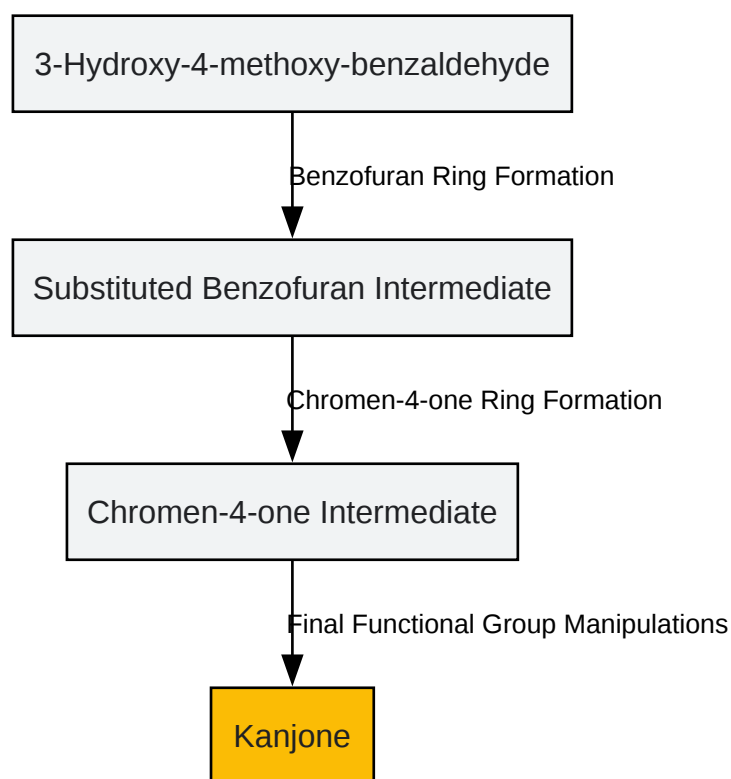 3-Hydroxy-4-methoxy-benzaldehyde
Benzofuran Ring Formation
Substituted Benzofuran Intermediate
Chromen-4-one Ring Formation
Chromen-4-one Intermediate
Final Functional Group Manipulations
Kanjone